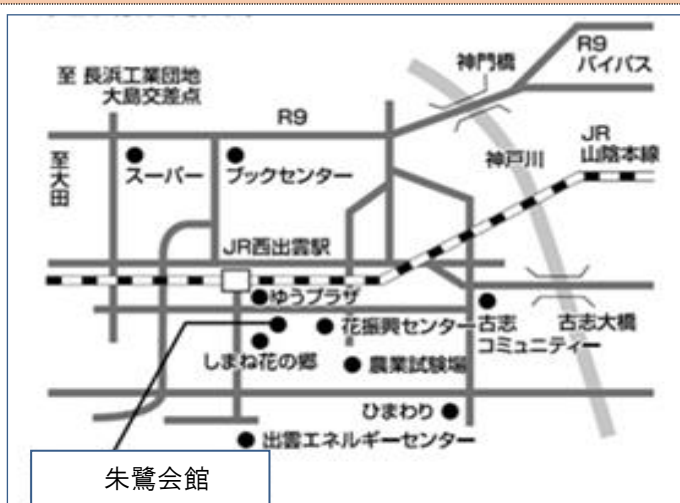 R9
バイパス
神門橋
至 長浜工業団地
大島交差点
R9
JR
山陰本線
神戸川
至大田
スーパー
ブックセンター
JR西出雲駅
ゆうプラザ
花振興センター
古志
コミュニティー
古志大橋
しまね花の郷
農業試験場
ひまわり
出雲エネルギーセンター
朱鷺会館